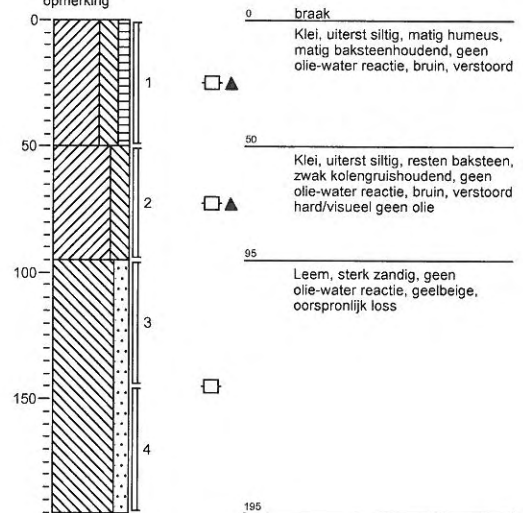 opmerking
0
0
braak
Klei, uiterst siltig, matig humeus,
matig baksteenhoudend, geen
olie-water reactie, bruin, verstoord
1
50
50
Klei, uiterst siltig, resten baksteen,
zwak kolengruishoudend, geen
olie-water reactie, bruin, verstoord
hard/visueel geen olie
2
95
100
Leem, sterk zandig, geen
olie-water reactie, geelbeige,
oorspronlijk loss
3
150
4
195